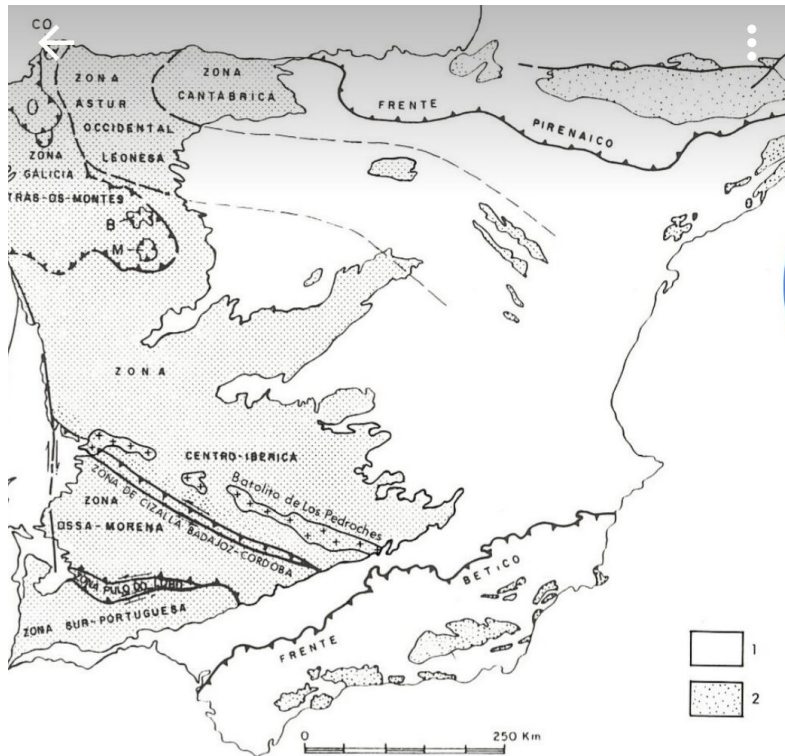 CO
ZONA
ASTUR
OCCIDENTAL
LEONESA
ZONA
CANTABRICA
FRENTE
PIRENAICO
O
ZONA
GALICIA
TRAS-OS-MONTES
B
M
ZONA
CENTRO-IBERICA
Batolito de Los Pedroches
ZONA DE CIZALLA BADAJOZ-CORDOBA
ZONA
OSSA-MORENA
ZONA PULO DO LOBO
ZONA SUR-PORTUGUESA
FRENTE
BETICO
1
2
0
250 Km